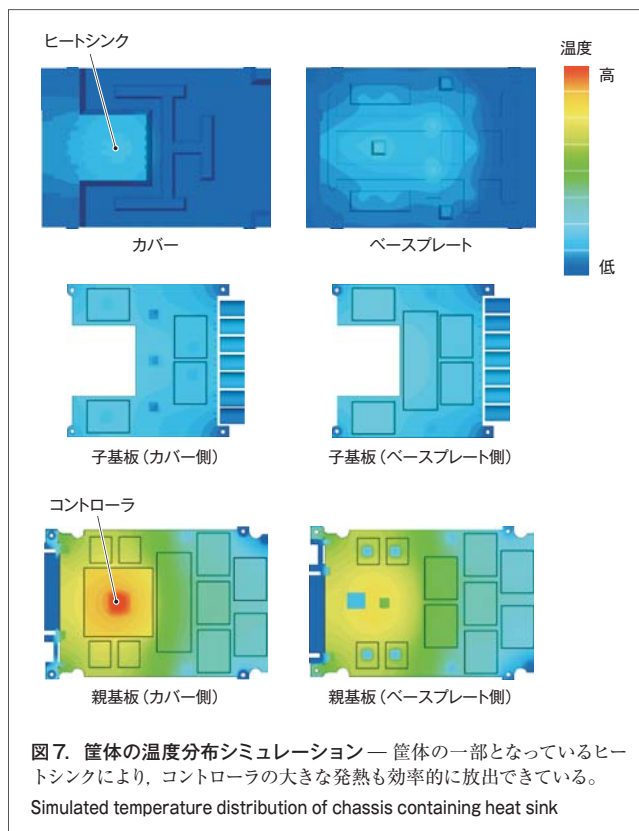 ヒートシンク
温度
高
低
カバー
ベースプレート
子基板(カバー側)
子基板(ベースプレート側)
コントローラ
親基板(カバー側)
親基板(ベースプレート側)
図7. 筐体の温度分布シミュレーション — 筐体の一部となっているヒー
トシンクにより,コントローラの大きな発熱も効率的に放出できている。
Simulated temperature distribution of chassis containing heat sink